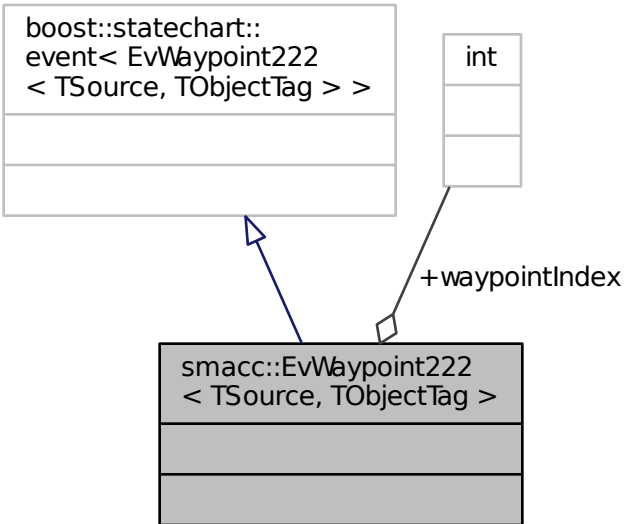 boost::statechart::
event< EvWaypoint222
< TSource, TObjectTag > >
int
+waypointIndex
smacc::EvWaypoint222
< TSource, TObjectTag >